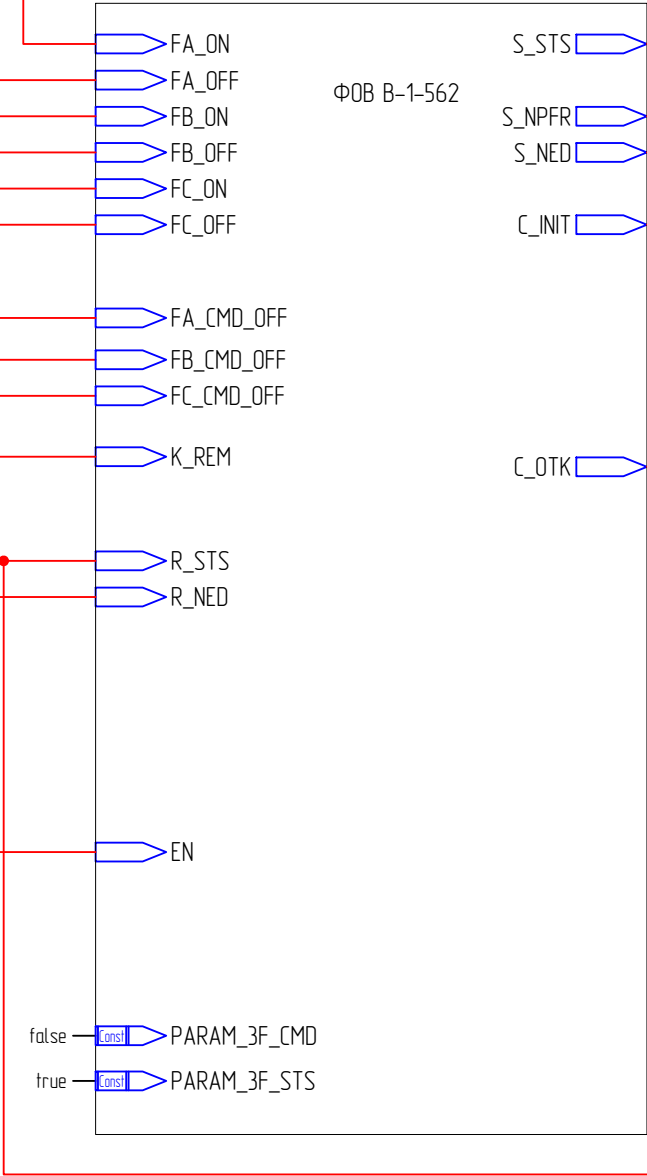 FA_ON
S_STS
FA_OFF
ФОВ В-1-562
FB_ON
S_NPFR
FB_OFF
S_NED
FC_ON
FC_OFF
C_INIT
FA_CMD_OFF
FB_CMD_OFF
FC_CMD_OFF
K_REM
C_OTK
R_STS
R_NED
EN
false Const PARAM_3F_CMD
true Const PARAM_3F_STS